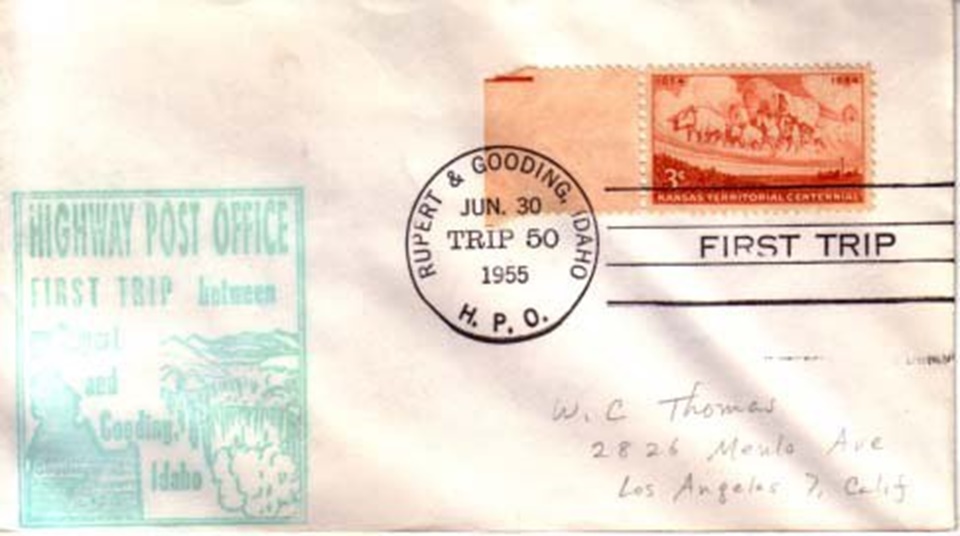 HIGHWAY POST OFFICE
FIRST TRIP between
and
Gooding,
Idaho
RUPERT & GOODING, IDAHO
JUN. 30
TRIP 50
1955
H. P. O.
1854 1954
3¢
KANSAS TERRITORIAL CENTENNIAL
FIRST TRIP
W. C Thomas
2826 Menlo Ave
Los Angeles 7, Calif